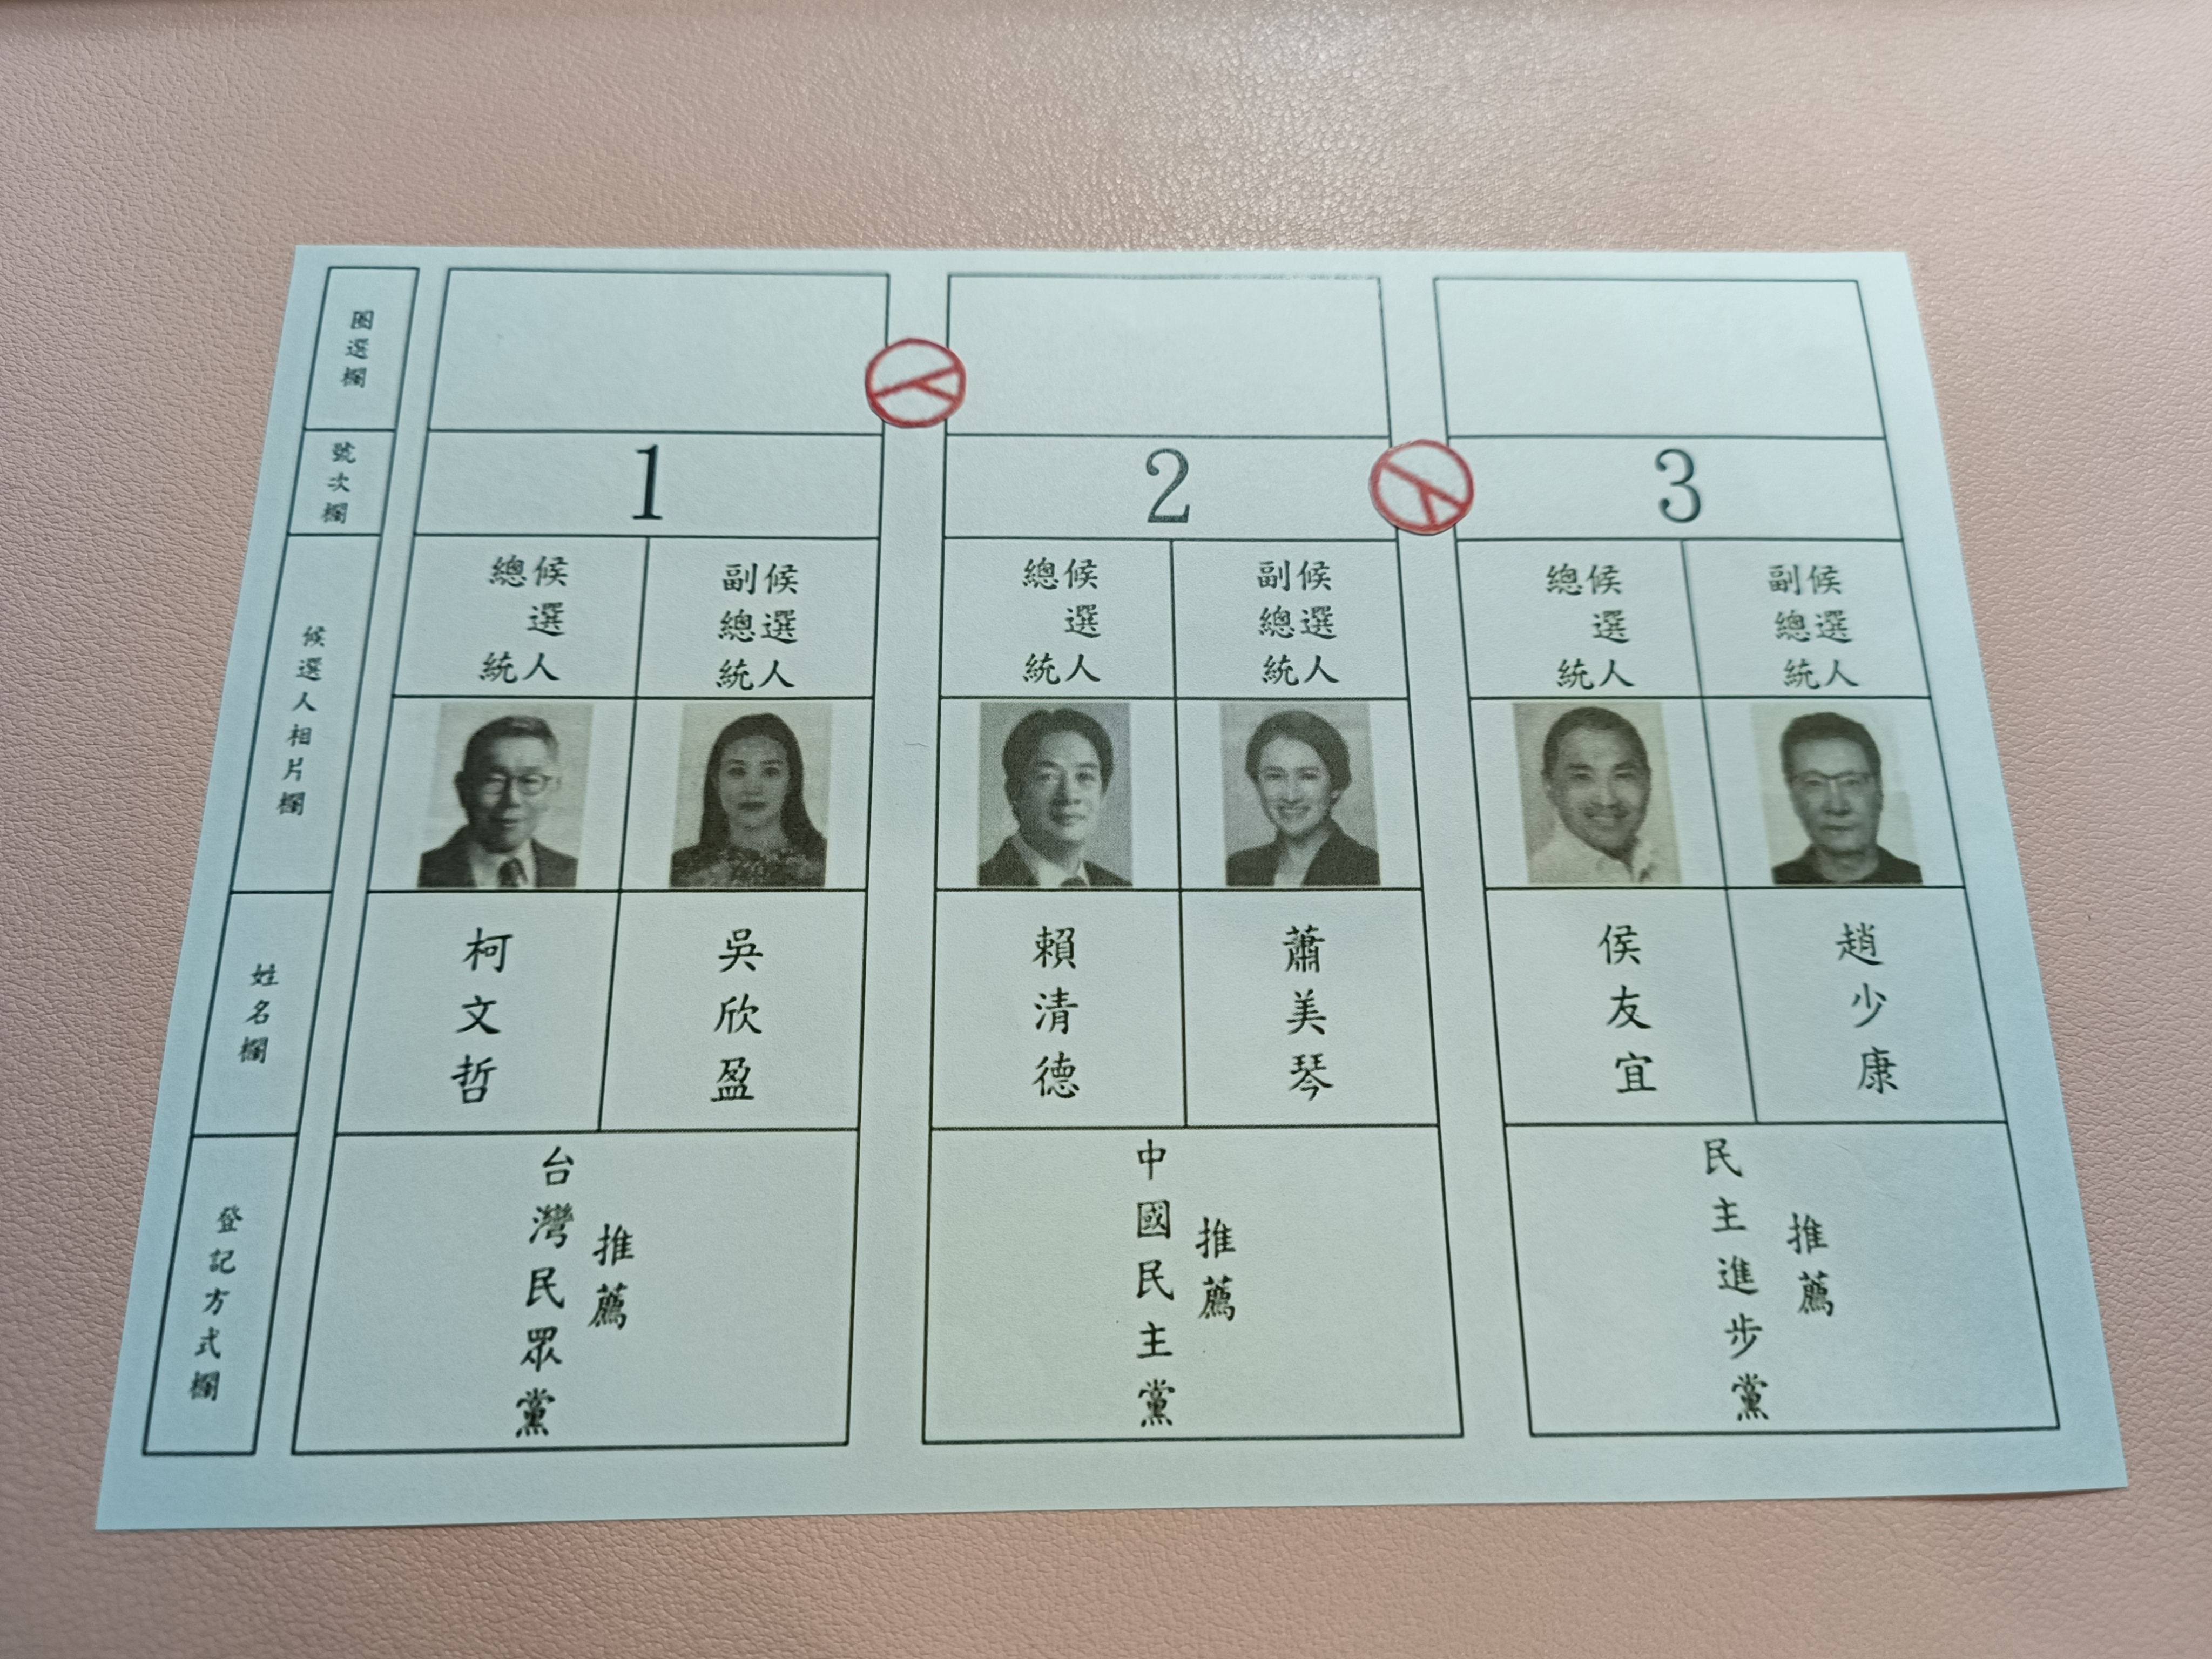 圈選欄
號次欄
候選人相片欄
姓名欄
登記方式欄
1
總統
候選人
副總統
候選人
柯文哲
吳欣盈
台灣民眾黨
推薦
2
總統
候選人
副總統
候選人
賴清德
蕭美琴
中國民主黨
推薦
3
總統
候選人
副總統
候選人
侯友宜
趙少康
民主進步黨
推薦